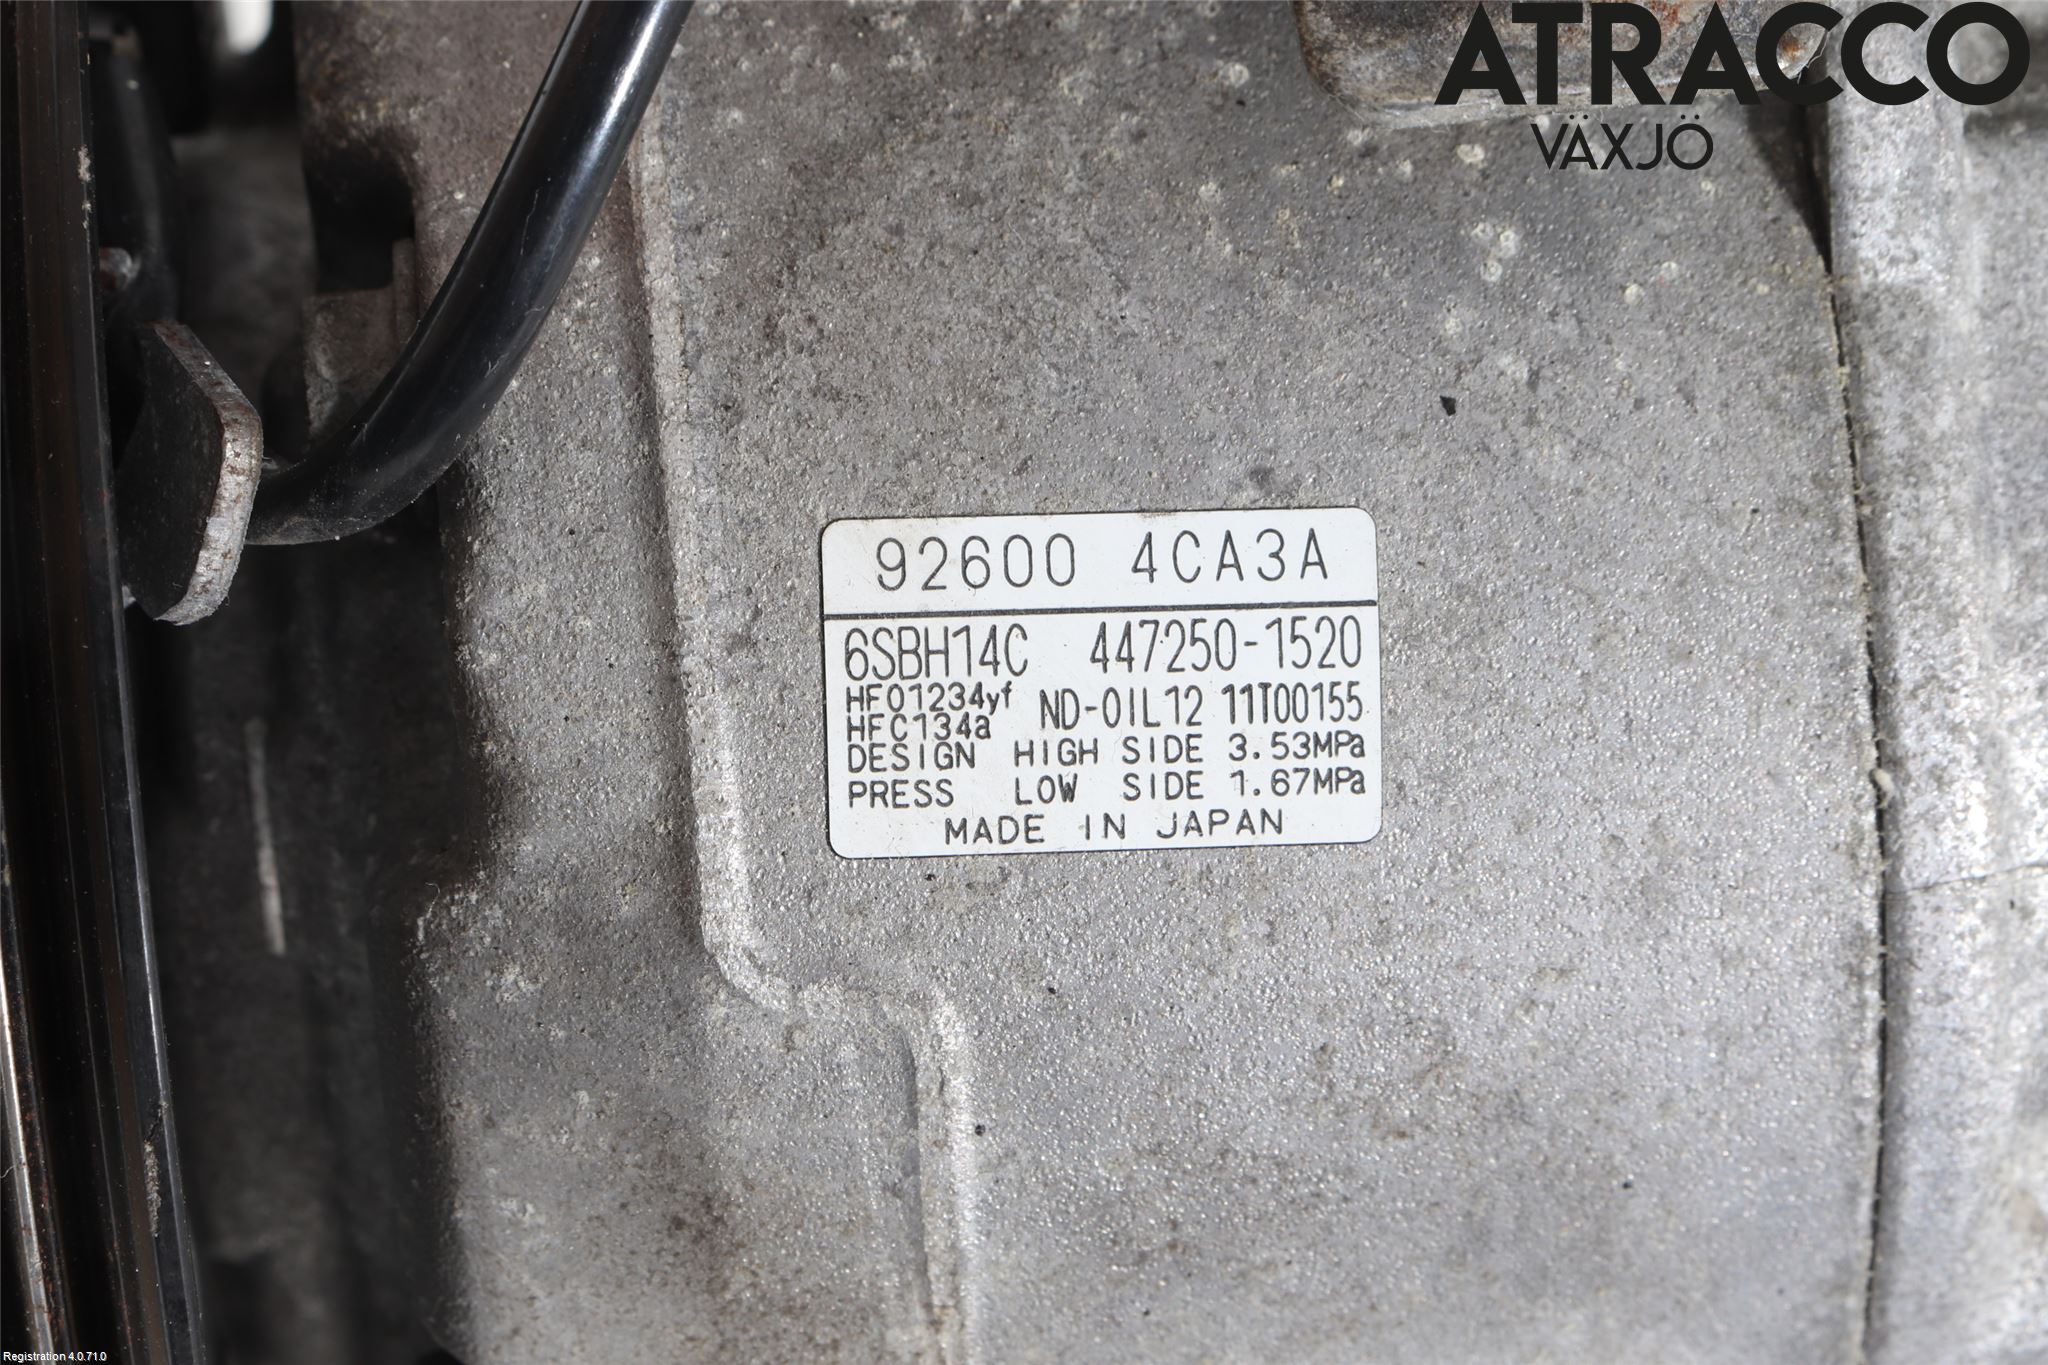 ATRACCO
VÄXJÖ
92600 4CA3A
6SBH14C 447250-1520
HFO1234yf
HFC134a ND-OIL12 11T00155
DESIGN HIGH SIDE 3.53MPa
PRESS LOW SIDE 1.67MPa
MADE IN JAPAN
Registration 4.0.71.0